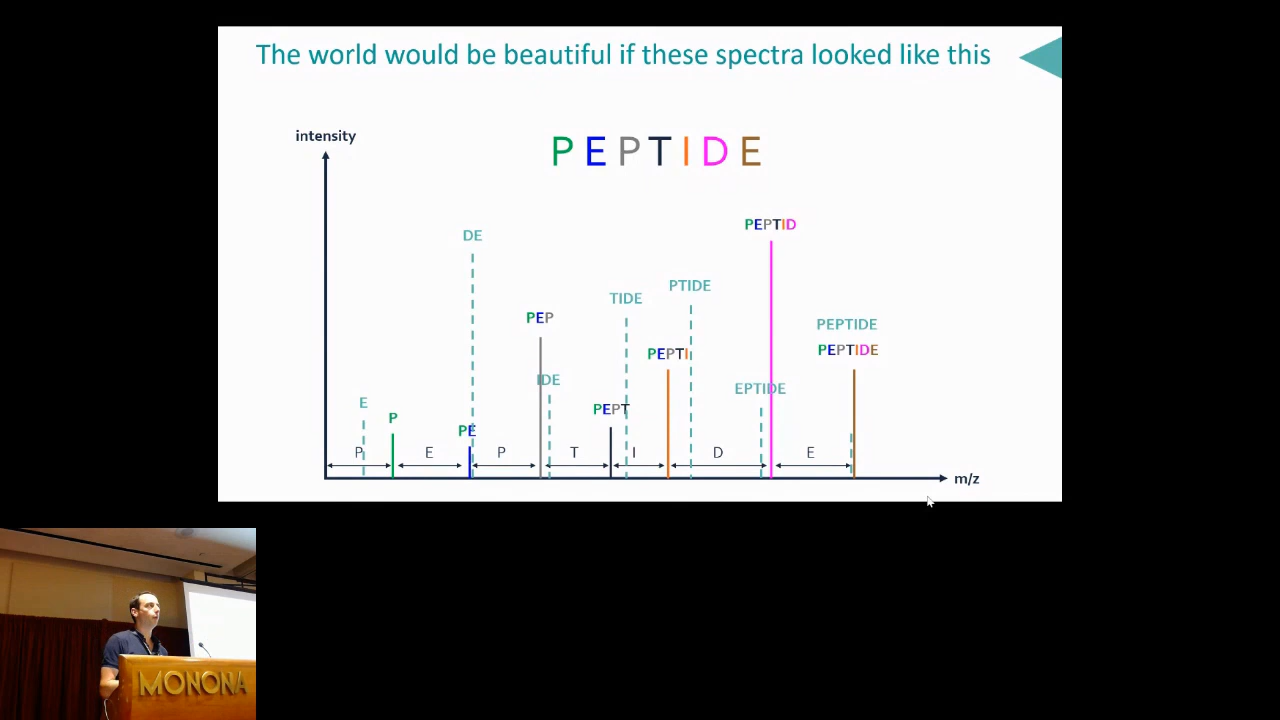 The world would be beautiful if these spectra looked like this
intensity
PEPTIDE
PEPTID
DE
PTIDE
TIDE
PEP
PEPTIDE
PEPTI
PEPTIDE
IDE
EPTIDE
E
P
PEPT
PE
P E P T I D E
m/z
MONONA